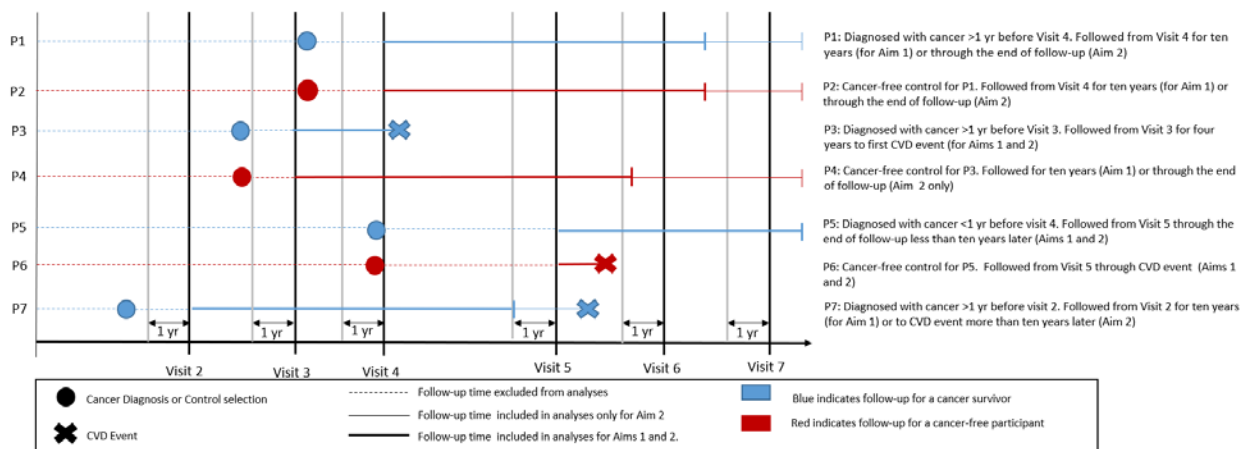 P1
P1: Diagnosed with cancer >1 yr before Visit 4. Followed from Visit 4 for ten
years (for Aim 1) or through the end of follow-up (Aim 2)
P2
P2: Cancer-free control for P1. Followed from Visit 4 for ten years (for Aim 1) or
through the end of follow-up (Aim 2)
P3
P3: Diagnosed with cancer >1 yr before Visit 3. Followed from Visit 3 for four
years to first CVD event (for Aims 1 and 2)
P4
P4: Cancer-free control for P3. Followed for ten years (Aim 1) or through the end
of follow-up (Aim 2 only)
P5
P5: Diagnosed with cancer <1 yr before visit 4. Followed from Visit 5 through the
end of follow-up less than ten years later (Aims 1 and 2)
P6
P6: Cancer-free control for P5. Followed from Visit 5 through CVD event (Aims 1
and 2)
P7
P7: Diagnosed with cancer >1 yr before visit 2. Followed from Visit 2 for ten years
(for Aim 1) or to CVD event more than ten years later (Aim 2)
1 yr 1 yr 1 yr 1 yr 1 yr 1 yr
Visit 2 Visit 3 Visit 4 Visit 5 Visit 6 Visit 7
Cancer Diagnosis or Control selection
CVD Event
Follow-up time excluded from analyses
Follow-up time included in analyses only for Aim 2
Follow-up time included in analyses for Aims 1 and 2.
Blue indicates follow-up for a cancer survivor
Red indicates follow-up for a cancer-free participant